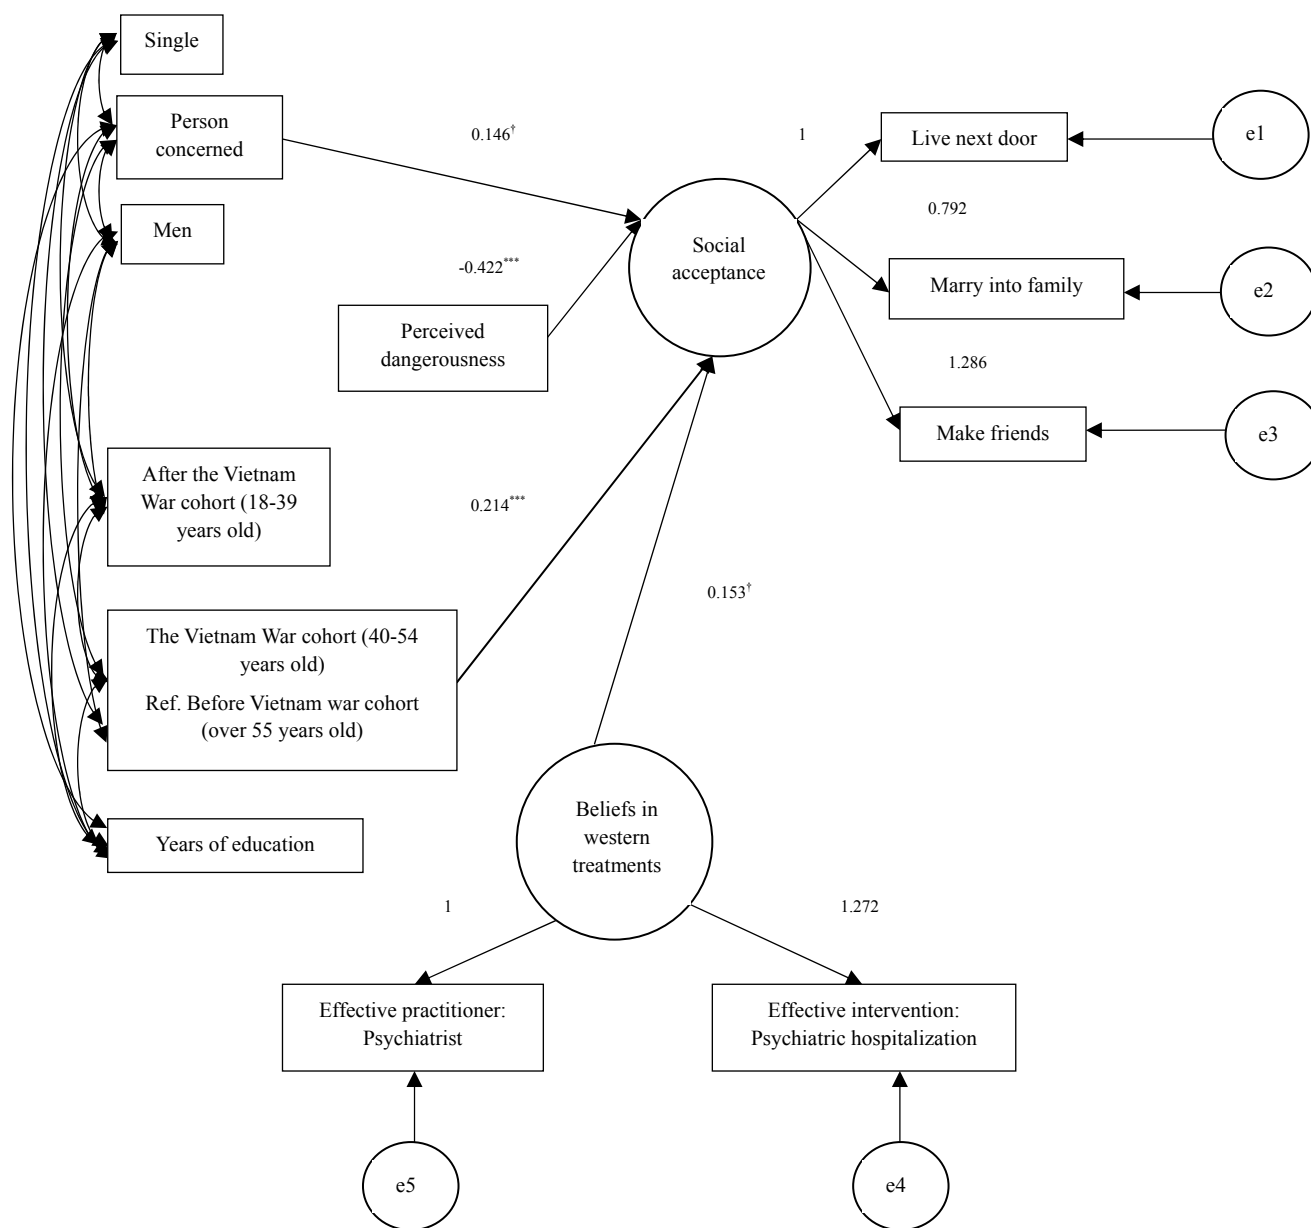 Single
Person
concerned
Men
0.146†
-0.422***
Perceived
dangerousness
Social
acceptance
1
Live next door
e1
0.792
Marry into family
e2
1.286
Make friends
e3
After the Vietnam
War cohort (18-39
years old)
0.214***
The Vietnam War cohort (40-54
years old)
Ref. Before Vietnam war cohort
(over 55 years old)
0.153†
Years of education
Beliefs in
western
treatments
1
1.272
Effective practitioner:
Psychiatrist
Effective intervention:
Psychiatric hospitalization
e5
e4